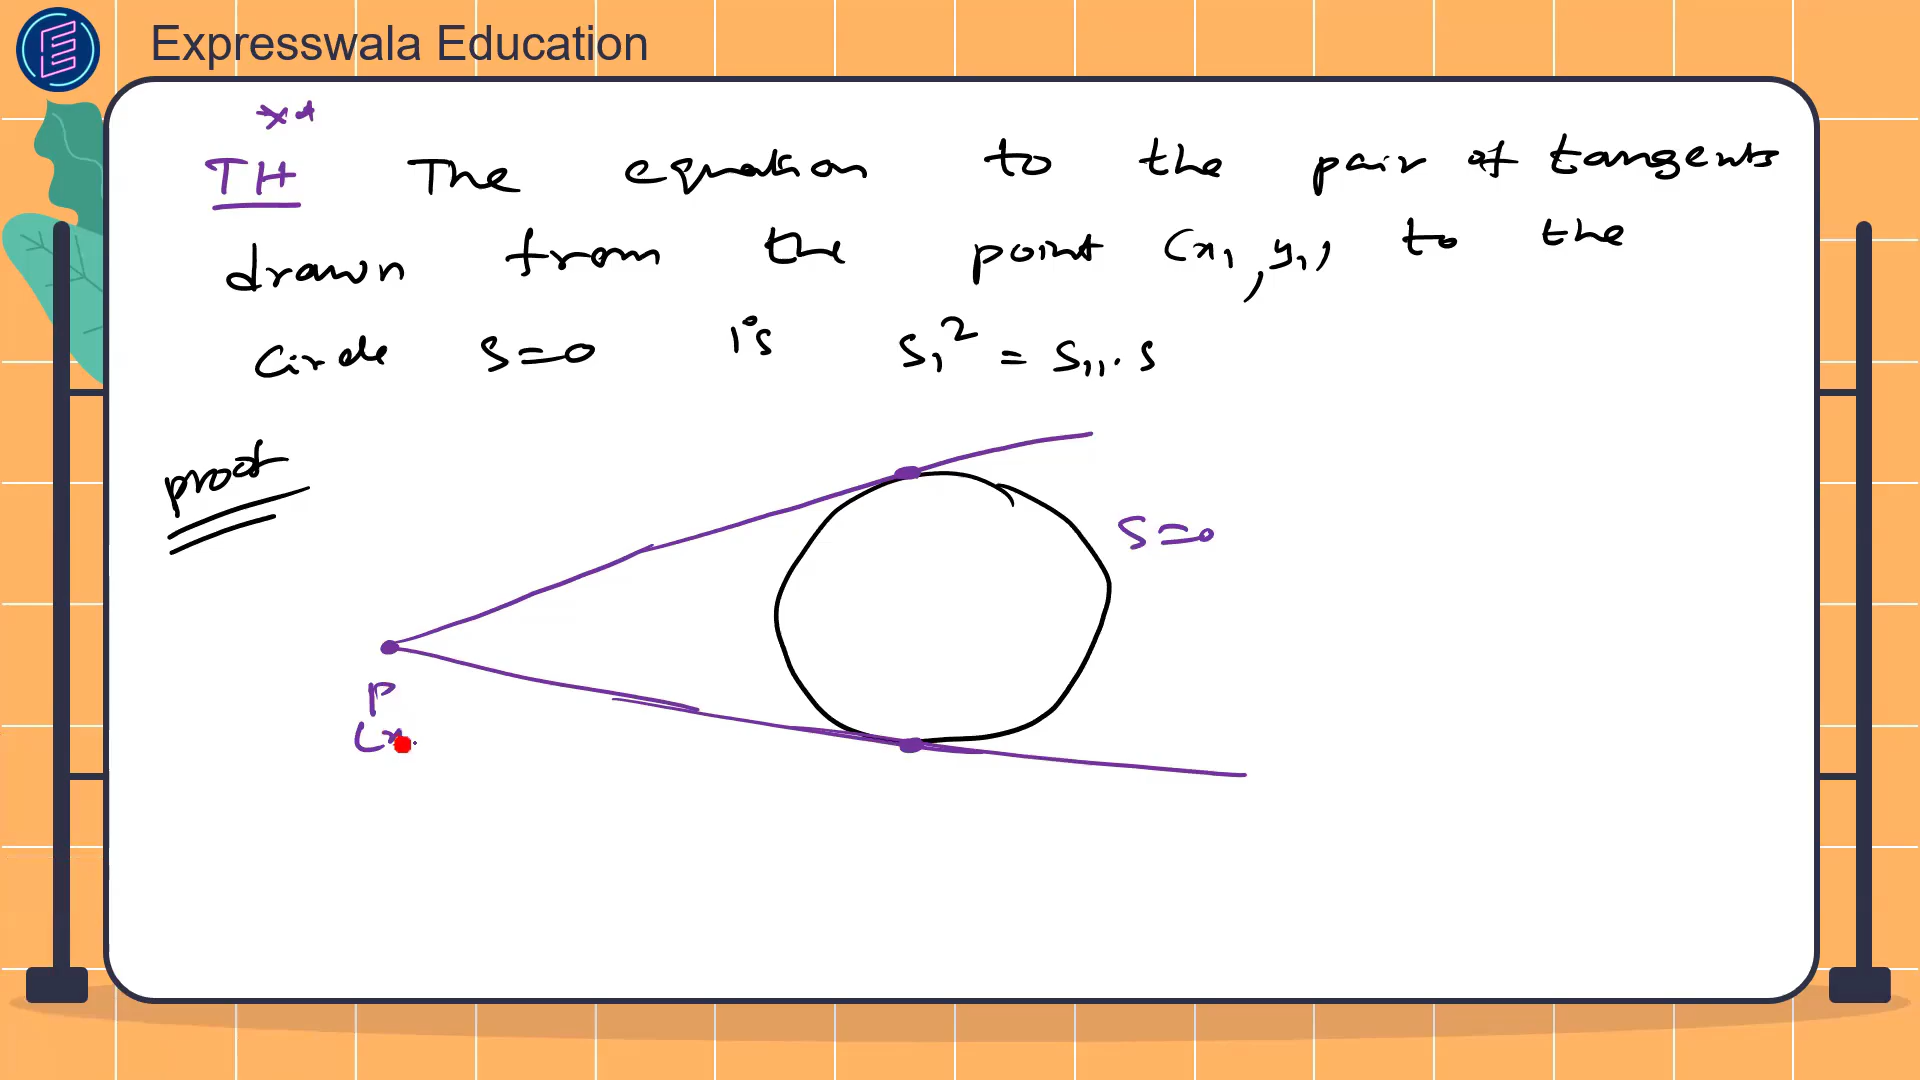 Expresswala Education
TH The equation to the pair of tangents
drawn from the point (x₁, y₁) to the
circle S=0 is S₁² = S₁₁. S
proof
S=0
P
(x